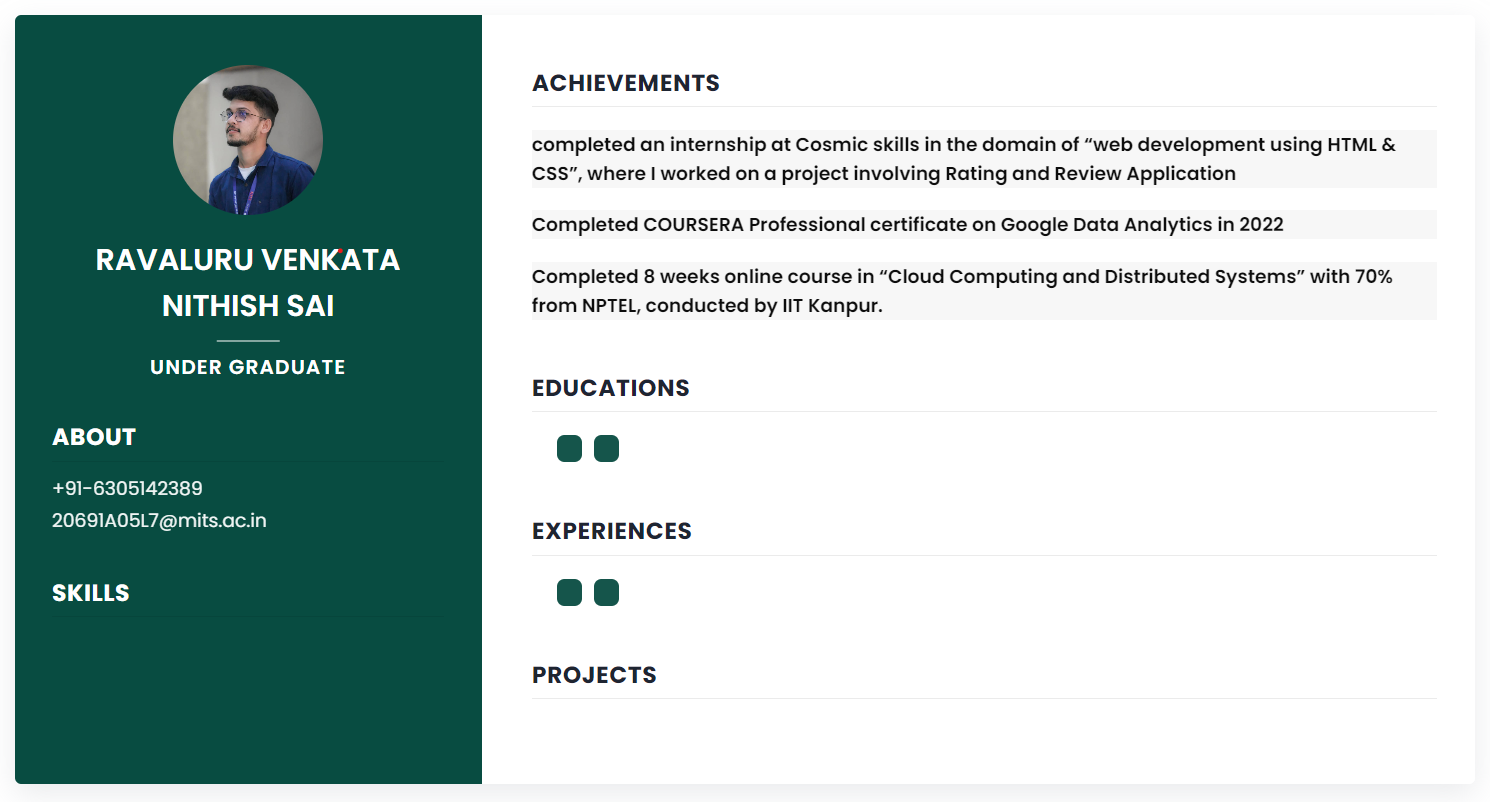 RAVALURU VENKATA
NITHISH SAI
UNDER GRADUATE
ABOUT
+91-6305142389
20691A05L7@mits.ac.in
SKILLS
ACHIEVEMENTS
completed an internship at Cosmic skills in the domain of “web development using HTML &
CSS”, where I worked on a project involving Rating and Review Application
Completed COURSERA Professional certificate on Google Data Analytics in 2022
Completed 8 weeks online course in “Cloud Computing and Distributed Systems” with 70%
from NPTEL, conducted by IIT Kanpur.
EDUCATIONS
EXPERIENCES
PROJECTS